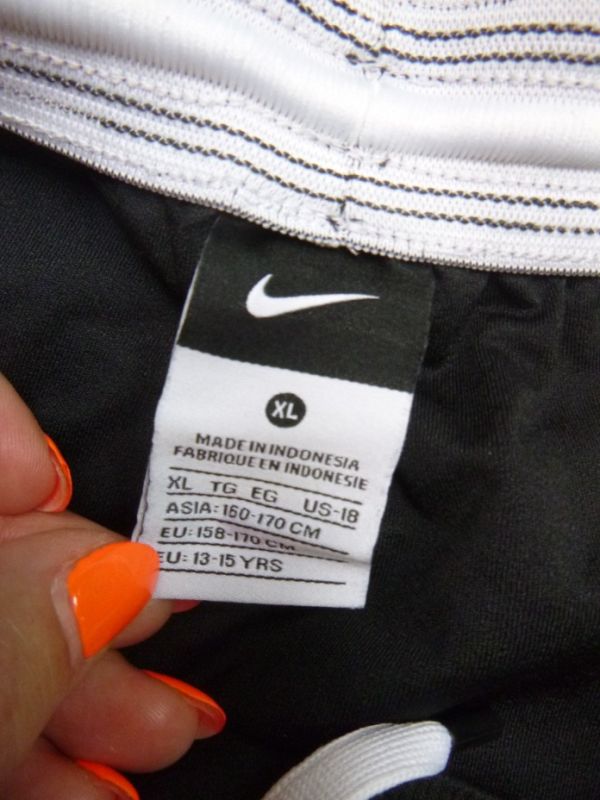 XL
MADE IN INDONESIA
FABRIQUE EN INDONESIE
XL TG EG US-18
ASIA: 160-170 CM
EU: 158-170 CM
EU: 13-15 YRS